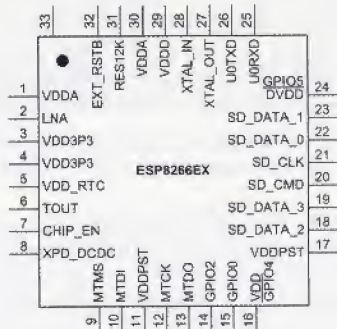 33
32 31 30 29 28 27 26 25
EXT_RSTB RES12K VDDA VDDD XTAL_IN XTAL_OUT U0TXD U0RXD
1 VDDA
2 LNA
3 VDD3P3
4 VDD3P3
5 VDD_RTC
6 TOUT
7 CHIP_EN
8 XPD_DCDC
ESP8266EX
GPIO5
DVDD 24
SD_DATA_1 23
SD_DATA_0 22
SD_CLK 21
SD_CMD 20
SD_DATA_3 19
SD_DATA_2 18
VDDPST 17
MTMS MTDI VDDPST MTCK MTDO GPIO2 GPIO0 VDD GPIO4
9 10 11 12 13 14 15 16